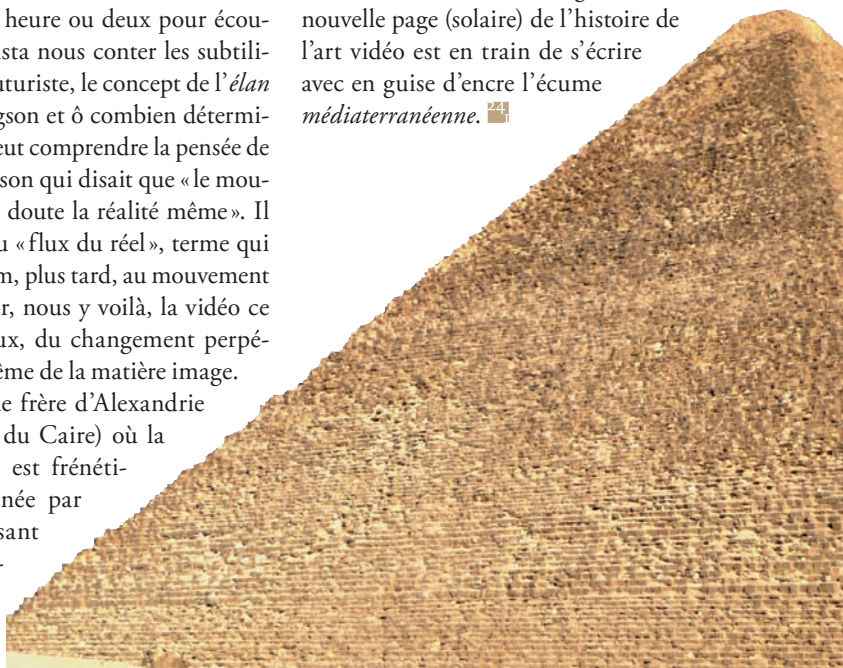 heure ou deux pour écou-
sta nous conter les subtili-
uturiste, le concept de l’élan
gson et ô combien détermi-
eut comprendre la pensée de
son qui disait que « le mou-
doute la réalité même ». Il
u « flux du réel », terme qui
m, plus tard, au mouvement
r, nous y voilà, la vidéo ce
ux, du changement perpé-
ême de la matière image.
e frère d’Alexandrie
du Caire) où la
est frénéti-
née par
sant
-
nouvelle page (solaire) de l’histoire de
l’art vidéo est en train de s’écrire
avec en guise d’encre l’écume
médiaterranéenne. 24